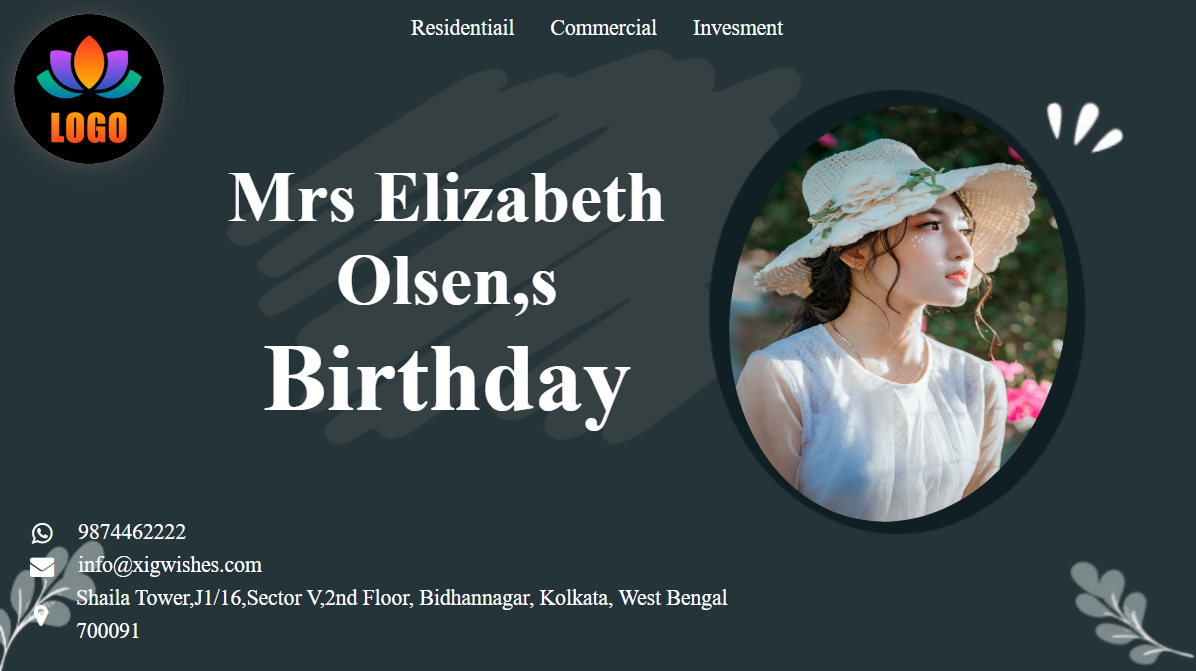 Residentiail Commercial Invesment
LOGO
Mrs Elizabeth
Olsen,s
Birthday
9874462222
info@xigwishes.com
Shaila Tower,J1/16,Sector V,2nd Floor, Bidhannagar, Kolkata, West Bengal
700091